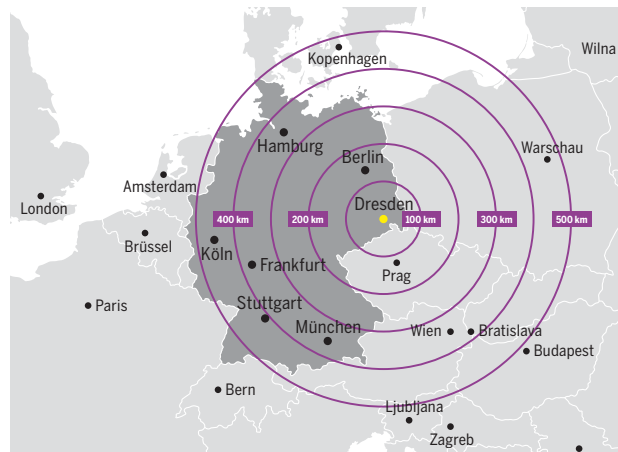 Wilna
Kopenhagen
Hamburg
Warschau
Berlin
Amsterdam
London
Dresden
400 km
200 km
100 km
300 km
500 km
Brüssel
Köln
Frankfurt
Prag
Paris
Stuttgart
München
Wien
Bratislava
Budapest
Bern
Ljubljana
Zagreb